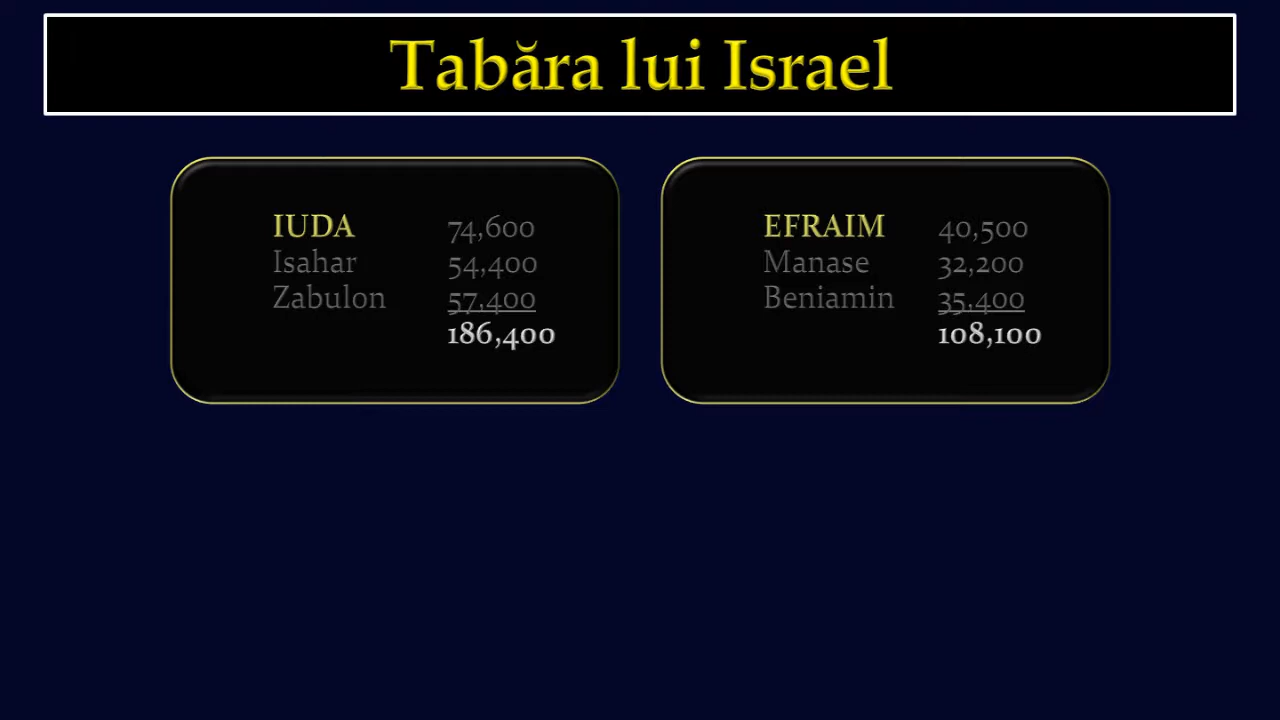 Tabăra lui Israel
IUDA 74,600
Isahar 54,400
Zabulon 57,400
186,400
EFRAIM 40,500
Manase 32,200
Beniamin 35,400
108,100